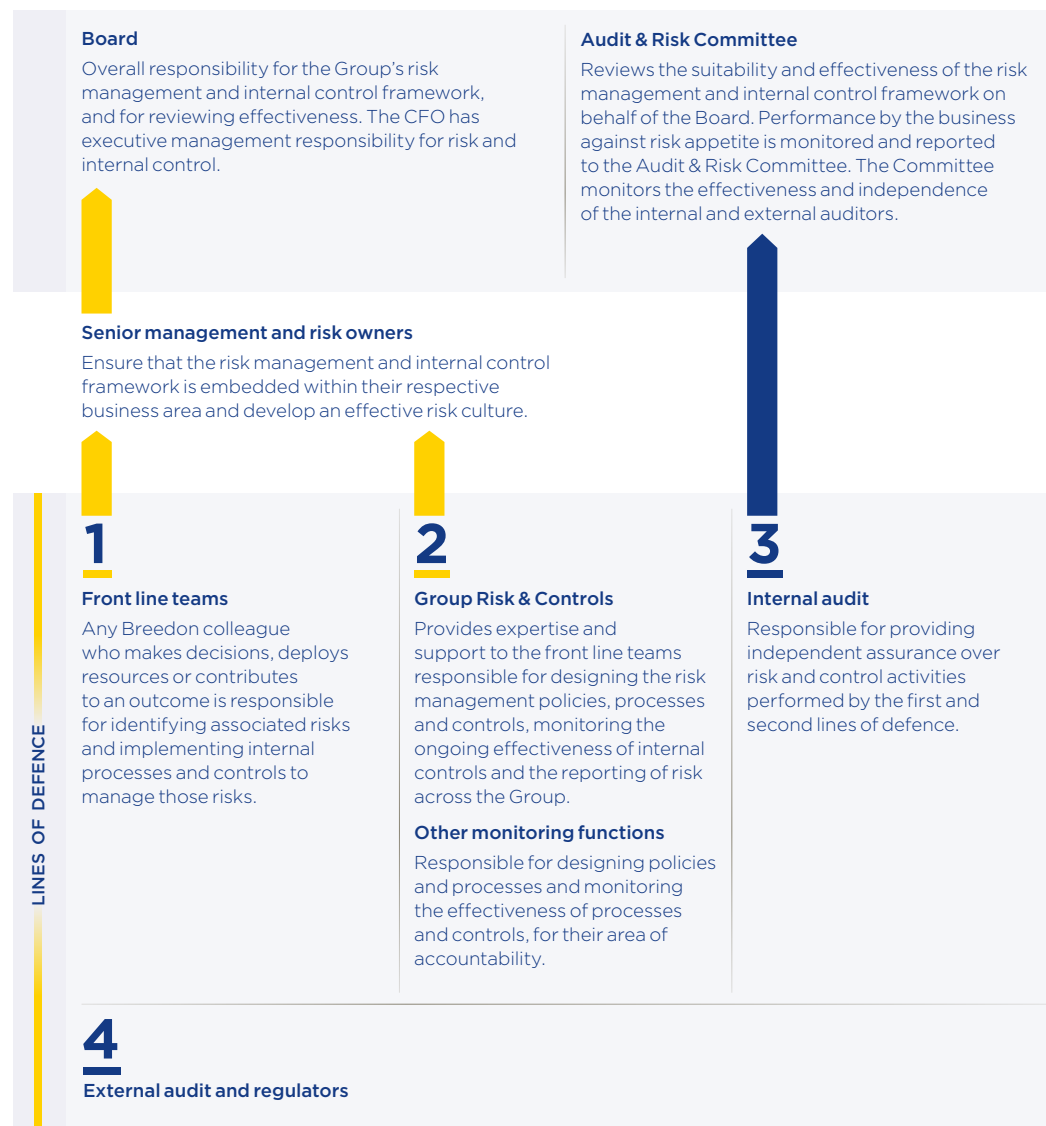 Board
Overall responsibility for the Group's risk
management and internal control framework,
and for reviewing effectiveness. The CFO has
executive management responsibility for risk and
internal control.
Audit & Risk Committee
Reviews the suitability and effectiveness of the risk
management and internal control framework on
behalf of the Board. Performance by the business
against risk appetite is monitored and reported
to the Audit & Risk Committee. The Committee
monitors the effectiveness and independence
of the internal and external auditors.
Senior management and risk owners
Ensure that the risk management and internal control
framework is embedded within their respective
business area and develop an effective risk culture.
LINES OF DEFENCE
1
Front line teams
Any Breedon colleague
who makes decisions, deploys
resources or contributes
to an outcome is responsible
for identifying associated risks
and implementing internal
processes and controls to
manage those risks.
2
Group Risk & Controls
Provides expertise and
support to the front line teams
responsible for designing the risk
management policies, processes
and controls, monitoring the
ongoing effectiveness of internal
controls and the reporting of risk
across the Group.
Other monitoring functions
Responsible for designing policies
and processes and monitoring
the effectiveness of processes
and controls, for their area of
accountability.
3
Internal audit
Responsible for providing
independent assurance over
risk and control activities
performed by the first and
second lines of defence.
4
External audit and regulators